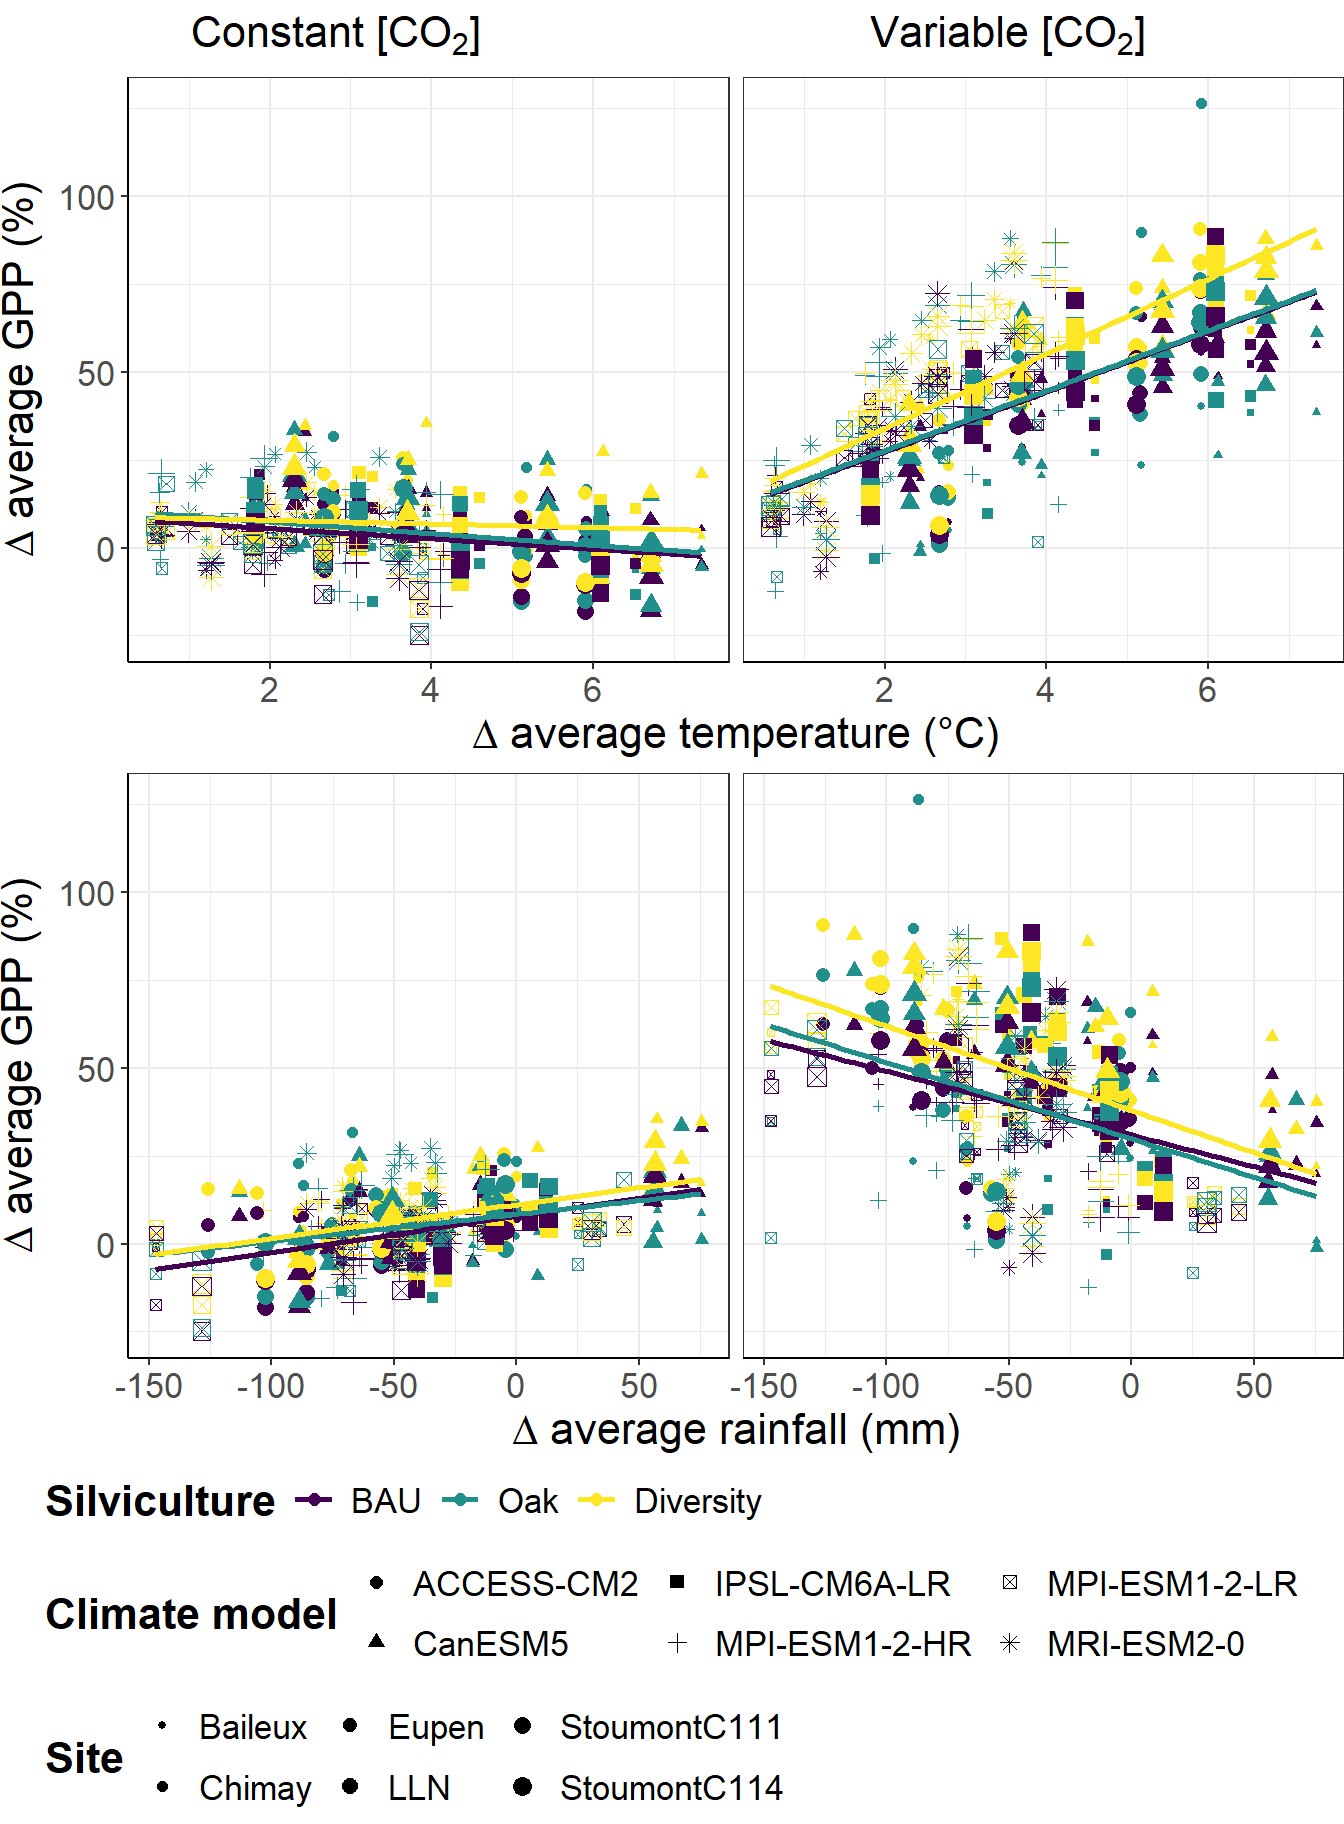 Constant [CO₂] Variable [CO₂]
Δ average GPP (%)
100
50
0
2 4 6 2 4 6
Δ average temperature (°C)
Δ average GPP (%)
100
50
0
-150 -100 -50 0 50 -150 -100 -50 0 50
Δ average rainfall (mm)
Silviculture BAU Oak Diversity
Climate model
ACCESS-CM2 IPSL-CM6A-LR MPI-ESM1-2-LR
CanESM5 MPI-ESM1-2-HR MRI-ESM2-0
Site
Baileux Eupen StoumontC111
Chimay LLN StoumontC114